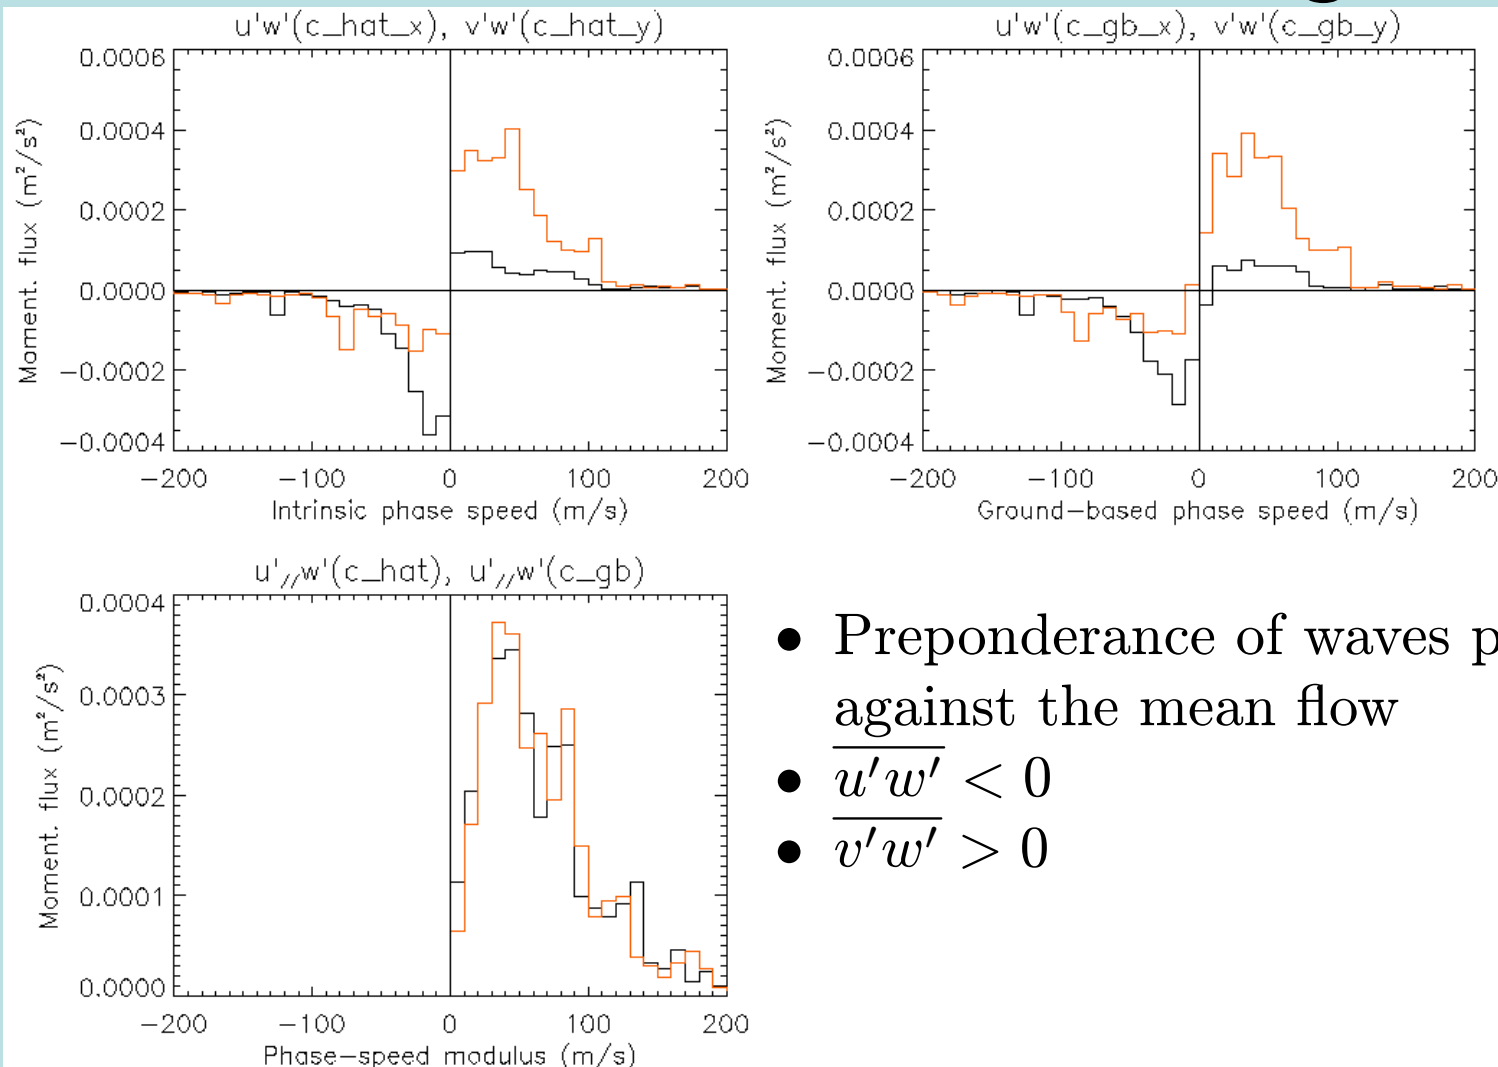 u'w'(c_hat_x), v'w'(c_hat_y)
0.0006
0.0004
0.0002
0.0000
−0.0002
−0.0004
Moment. flux (m²/s²)
−200 −100 0 100 200
Intrinsic phase speed (m/s)
u'w'(c_gb_x), v'w'(c_gb_y)
0.0006
0.0004
0.0002
0.0000
−0.0002
−0.0004
Moment. flux (m²/s²)
−200 −100 0 100 200
Ground−based phase speed (m/s)
u'//w'(c_hat), u'//w'(c_gb)
0.0004
0.0003
0.0002
0.0001
0.0000
Moment. flux (m²/s²)
−200 −100 0 100 200
Phase−speed modulus (m/s)
• Preponderance of waves p
against the mean flow
• u′w′ < 0
• v′w′ > 0